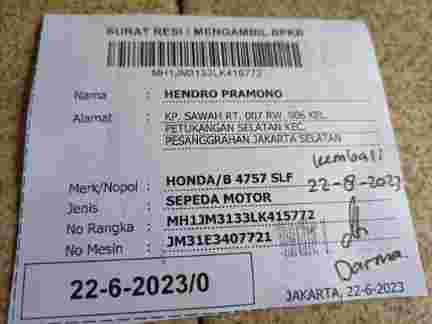 SURAT RESI / MENGAMBIL BPKB
MH1JM3133LK415772
Nama : HENDRO PRAMONO
Alamat : KP. SAWAH RT. 007 RW. 006 KEL.
PETUKANGAN SELATAN KEC.
PESANGGRAHAN JAKARTA SELATAN
kembali
Merk/Nopol : HONDA/B 4757 SLF
22-8-2023
Jenis : SEPEDA MOTOR
No Rangka : MH1JM3133LK415772
No Mesin : JM31E3407721
Darma
22-6-2023/0
JAKARTA, 22-6-2023